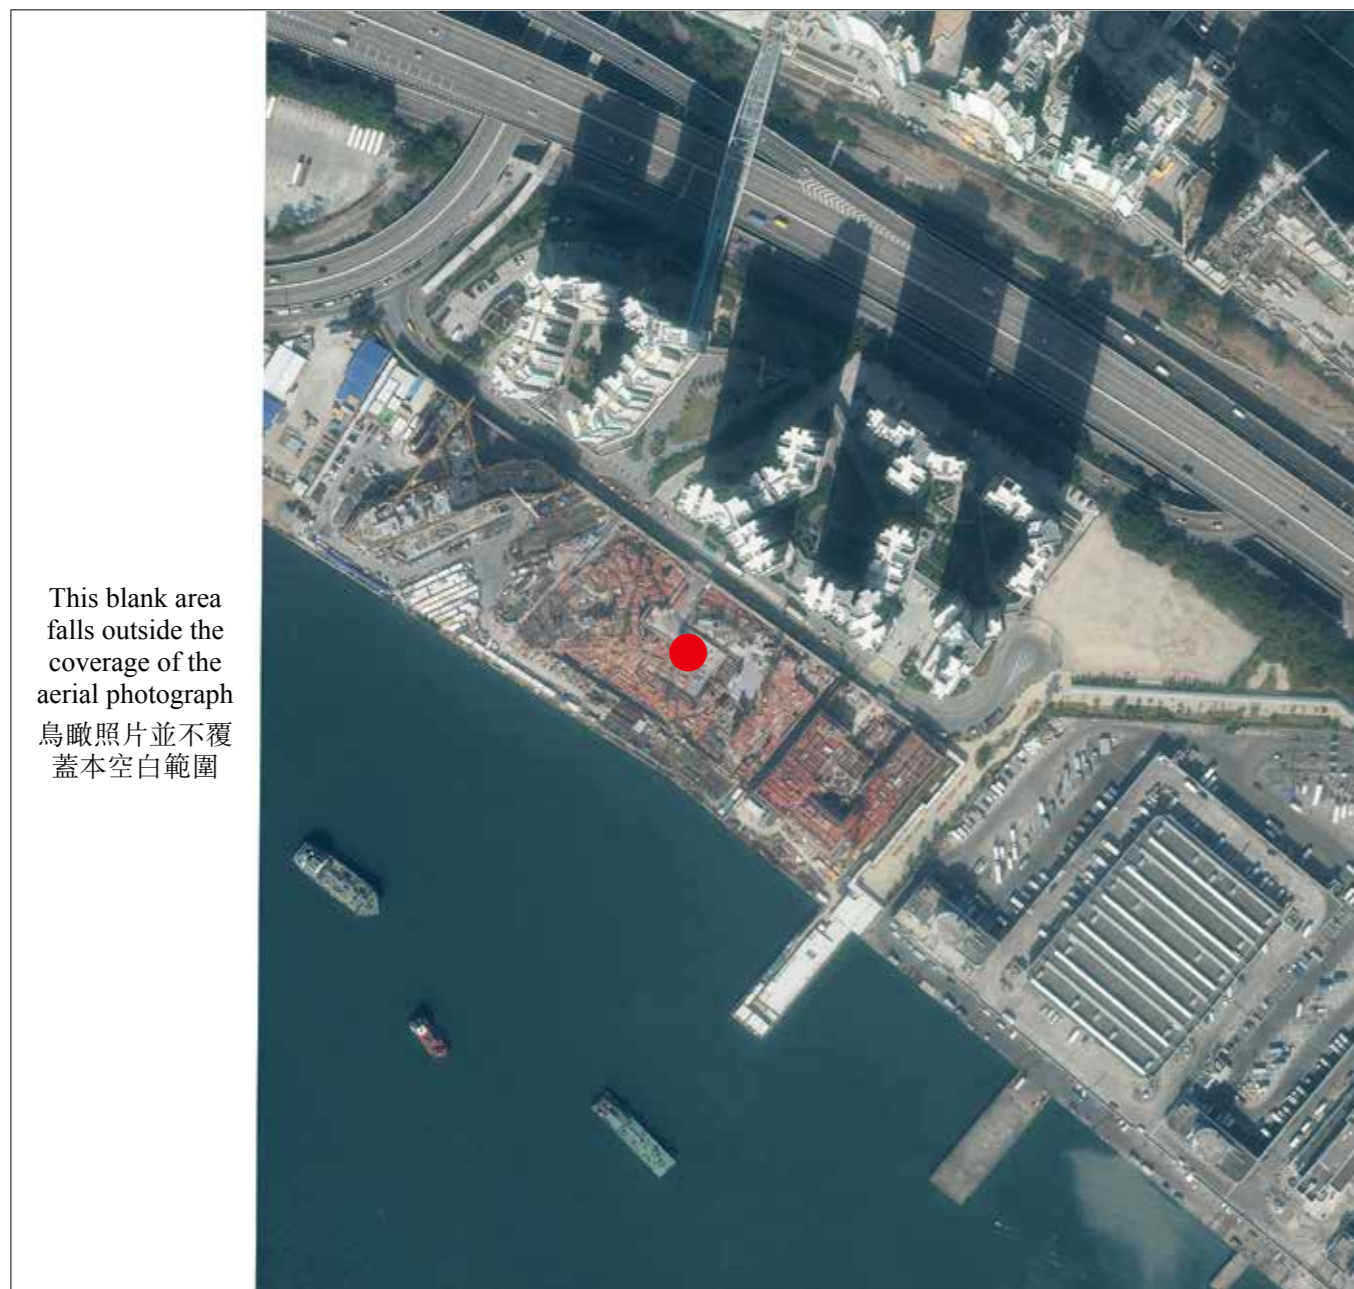 This blank area
falls outside the
coverage of the
aerial photograph
鳥瞰照片並不覆
蓋本空白範圍